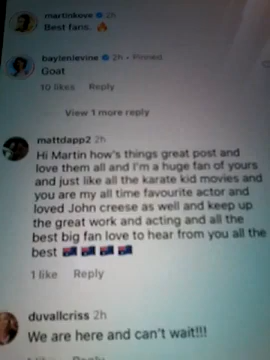 martinkove 2h
Best fans. 🔥
baylenlevine 2h • Pinned
Goat
10 likes Reply
View 1 more reply
mattdapp2 2h
Hi Martin how's things great post and
love them all and I'm a huge fan of yours
and just like all the karate kid movies and
you are my all time favourite actor and
loved John creese as well and keep up
the great work and acting and all the
best big fan love to hear from you all the
best 🇦🇺 🇦🇺 🇦🇺 🇦🇺
1 like Reply
duvallcriss 2h
We are here and can't wait!!!
Reply